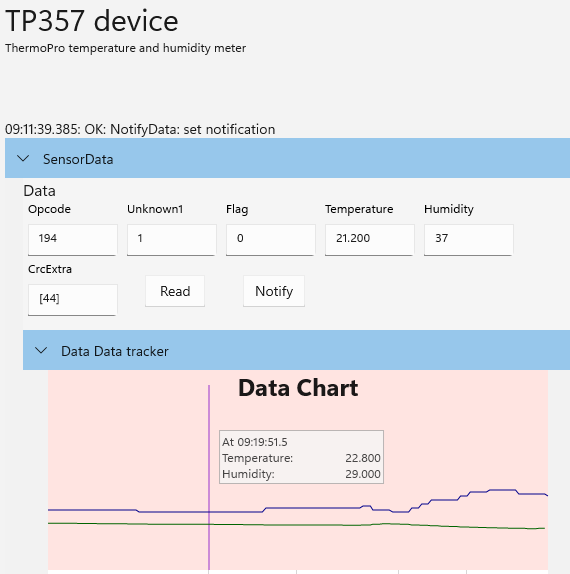 TP357 device
ThermoPro temperature and humidity meter
09:11:39.385: OK: NotifyData: set notification
SensorData
Data
Opcode Unknown1 Flag Temperature Humidity
194 1 0 21.200 37
CrcExtra
[44] Read Notify
Data Data tracker
Data Chart
At 09:19:51.5
Temperature: 22.800
Humidity: 29.000